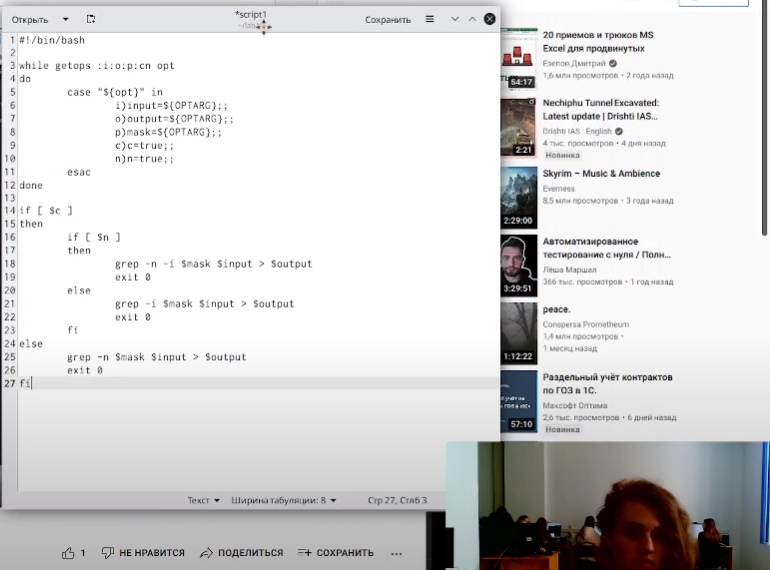 Открыть
*script1
~/lab2
Сохранить
1 #!/bin/bash
2
3 while getops :i:o:p:cn opt
4 do
5 case "${opt}" in
6 i)input=${OPTARG};;
7 o)output=${OPTARG};;
8 p)mask=${OPTARG};;
9 c)c=true;;
10 n)n=true;;
11 esac
12 done
13
14 if [ $c ]
15 then
16 if [ $n ]
17 then
18 grep -n -i $mask $input > $output
19 exit 0
20 else
21 grep -i $mask $input > $output
22 exit 0
23 fi
24 else
25 grep -n $mask $input > $output
26 exit 0
27 fi
Текст
Ширина табуляции: 8
Стр 27, Стлб 3
1
НЕ НРАВИТСЯ
ПОДЕЛИТЬСЯ
СОХРАНИТЬ
54:17
20 приемов и трюков MS
Excel для продвинутых
Езепов Дмитрий
1,6 млн просмотров • 2 года назад
2:21
Nechiphu Tunnel Excavated:
Latest update | Drishti IAS...
Drishti IAS : English
4 тыс. просмотров • 4 дня назад
Новинка
2:29:00
Skyrim – Music & Ambience
Everness
8,5 млн просмотров • 3 года назад
3:29:51
Автоматизированное
тестирование с нуля / Полн...
Лёша Маршал
366 тыс. просмотров • 1 год назад
1:12:22
peace.
Conspersa Prometheum
1,4 млн просмотров •
1 месяц назад
57:10
Раздельный учёт контрактов
по ГОЗ в 1С.
Максофт Оптима
2,6 тыс. просмотров • 6 дней назад
Новинка